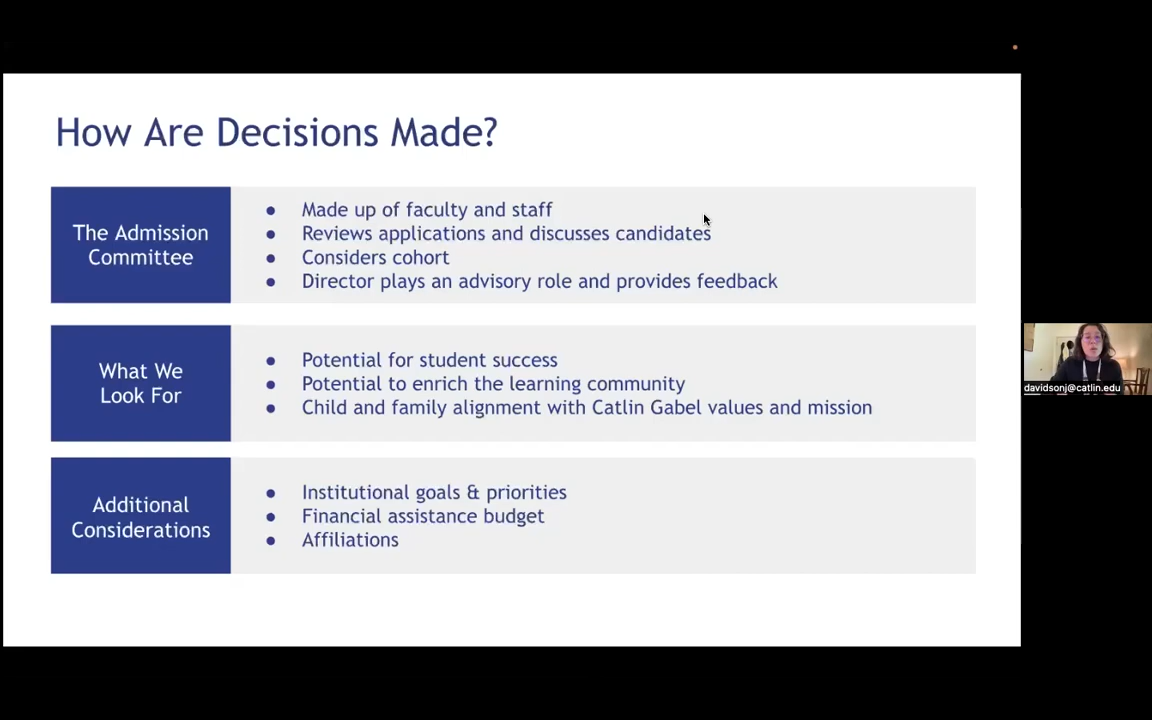 How Are Decisions Made?
The Admission
Committee
● Made up of faculty and staff
● Reviews applications and discusses candidates
● Considers cohort
● Director plays an advisory role and provides feedback
What We
Look For
● Potential for student success
● Potential to enrich the learning community
● Child and family alignment with Catlin Gabel values and mission
davidsonj@catlin.edu
Additional
Considerations
● Institutional goals & priorities
● Financial assistance budget
● Affiliations